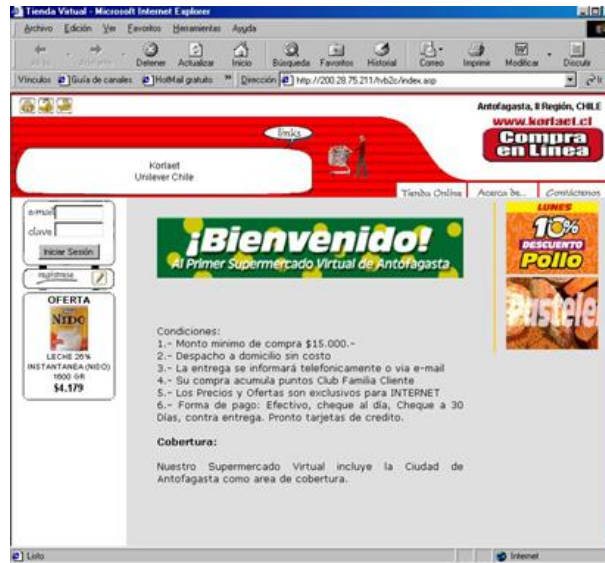 Tienda Virtual - Microsoft Internet Explorer
Archivo Edición Ver Favoritos Herramientas Ayuda
Detener Actualizar Inicio Búsqueda Favoritos Historial Correo Imprimir Modificar Discutir
Vínculos Guía de canales HotMail gratuito Dirección http://200.28.75.211/tvb2c/index.asp
Antofagasta, II Región, CHILE
www.korlaet.cl
links
Compra
en Línea
Korlaet
Unilever Chile
Tienda Online Acerca de... Contáctenos
e-mail
clave
Iniciar Sesión
regístrese
OFERTA
NIDO
LECHE 26%
INSTANTANEA (NIDO)
1600 GR
$4.179
¡Bienvenido!
Al Primer Supermercado Virtual de Antofagasta
Condiciones:
1.- Monto minimo de compra $15.000.-
2.- Despacho a domicilio sin costo
3.- La entrega se informará telefonicamente o via e-mail
4.- Su compra acumula puntos Club Familia Cliente
5.- Los Precios y Ofertas son exclusivos para INTERNET
6.- Forma de pago: Efectivo, cheque al día, Cheque a 30
Días, contra entrega. Pronto tarjetas de credito.
Cobertura:
Nuestro Supermercado Virtual incluye la Ciudad de
Antofagasta como area de cobertura.
LUNES
10%
DESCUENTO
Pollo
Pastele
Listo
Internet